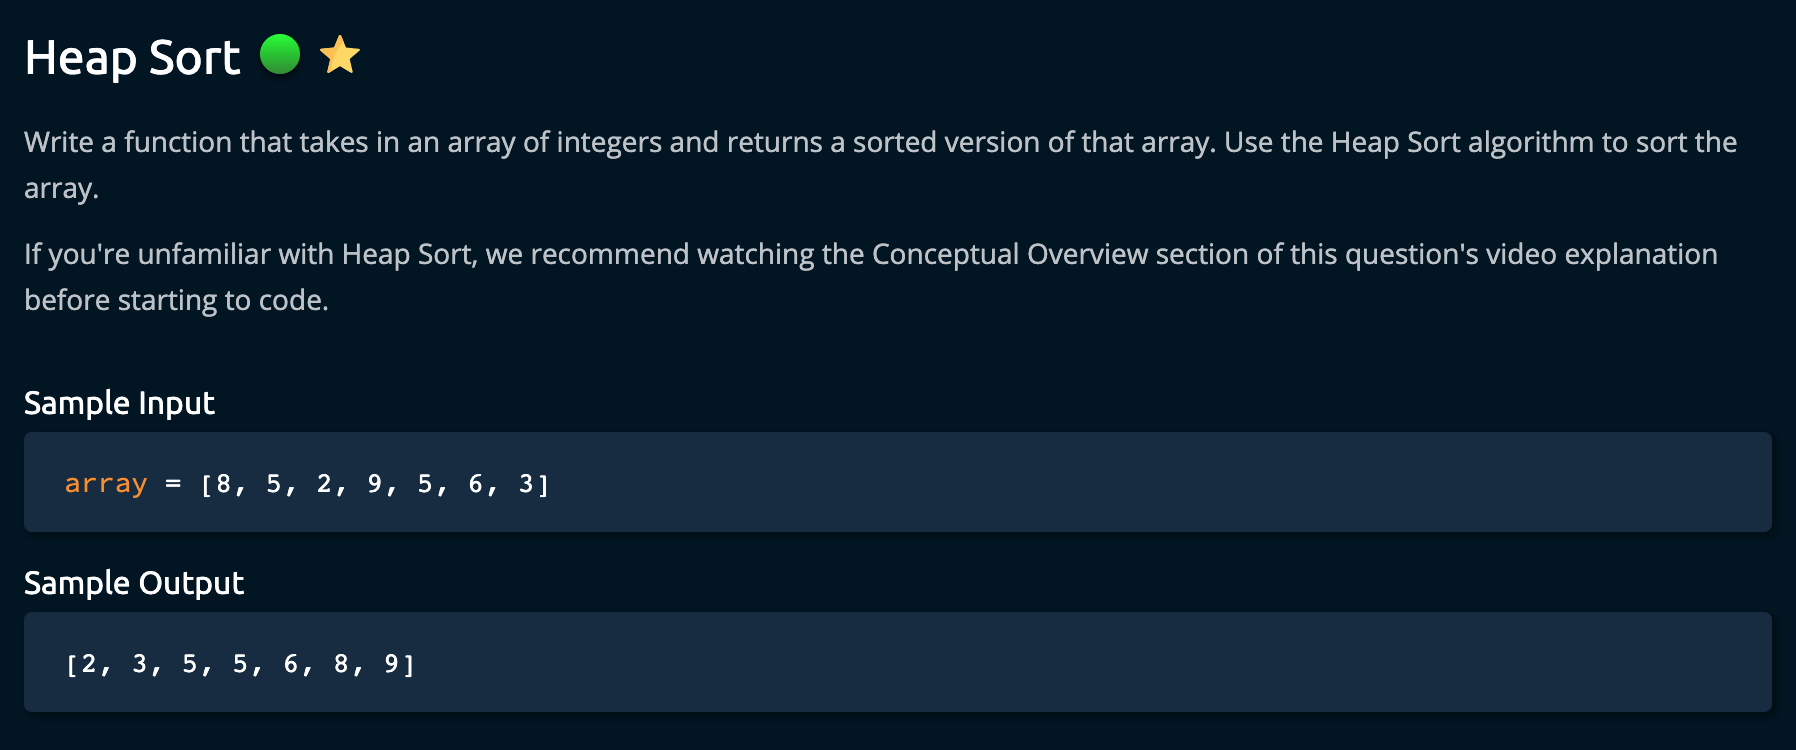 Heap Sort
Write a function that takes in an array of integers and returns a sorted version of that array. Use the Heap Sort algorithm to sort the
array.
If you're unfamiliar with Heap Sort, we recommend watching the Conceptual Overview section of this question's video explanation
before starting to code.
Sample Input
array = [8, 5, 2, 9, 5, 6, 3]
Sample Output
[2, 3, 5, 5, 6, 8, 9]